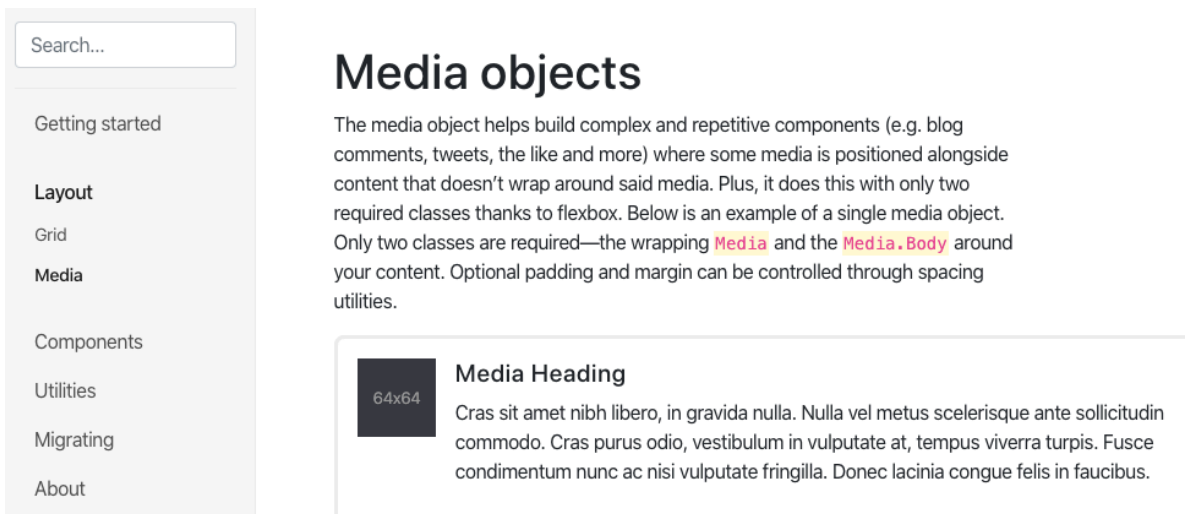 Search...
Getting started
Layout
Grid
Media
Components
Utilities
Migrating
About
Media objects
The media object helps build complex and repetitive components (e.g. blog
comments, tweets, the like and more) where some media is positioned alongside
content that doesn’t wrap around said media. Plus, it does this with only two
required classes thanks to flexbox. Below is an example of a single media object.
Only two classes are required—the wrapping Media and the Media.Body around
your content. Optional padding and margin can be controlled through spacing
utilities.
64x64
Media Heading
Cras sit amet nibh libero, in gravida nulla. Nulla vel metus scelerisque ante sollicitudin
commodo. Cras purus odio, vestibulum in vulputate at, tempus viverra turpis. Fusce
condimentum nunc ac nisi vulputate fringilla. Donec lacinia congue felis in faucibus.